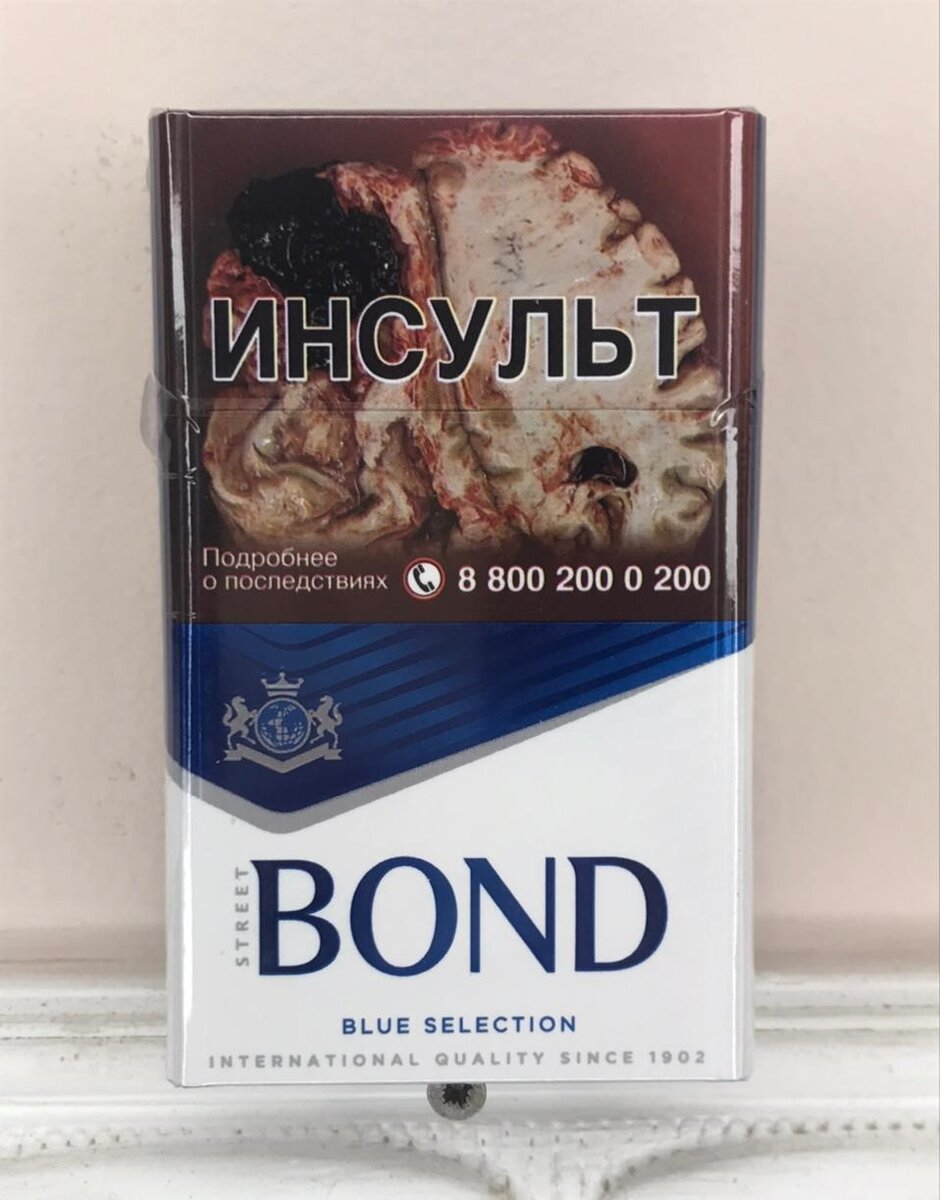 ИНСУЛЬТ
Подробнее
о последствиях 8 800 200 0 200
STREET
BOND
BLUE SELECTION
INTERNATIONAL QUALITY SINCE 1902